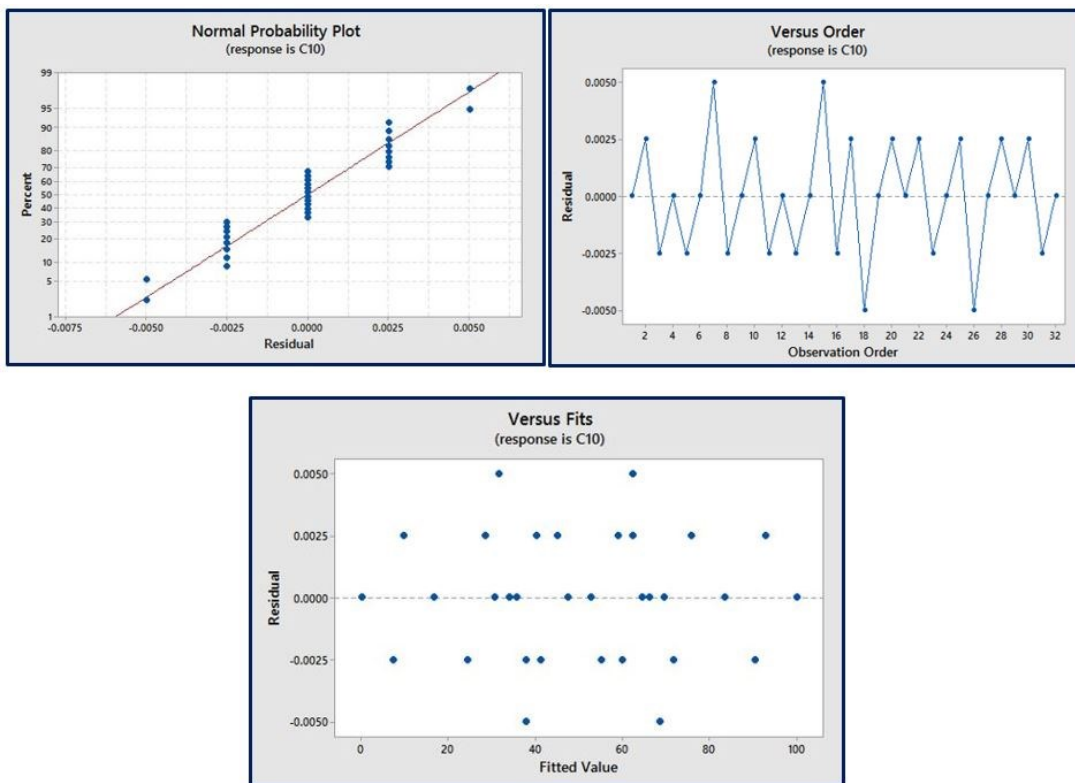 Normal Probability Plot
(response is C10)
99
95
90
80
70
60
50
40
30
20
10
5
1
Percent
-0.0075 -0.0050 -0.0025 0.0000 0.0025 0.0050
Residual
Versus Order
(response is C10)
0.0050
0.0025
0.0000
-0.0025
-0.0050
Residual
2 4 6 8 10 12 14 16 18 20 22 24 26 28 30 32
Observation Order
Versus Fits
(response is C10)
0.0050
0.0025
0.0000
-0.0025
-0.0050
Residual
0 20 40 60 80 100
Fitted Value